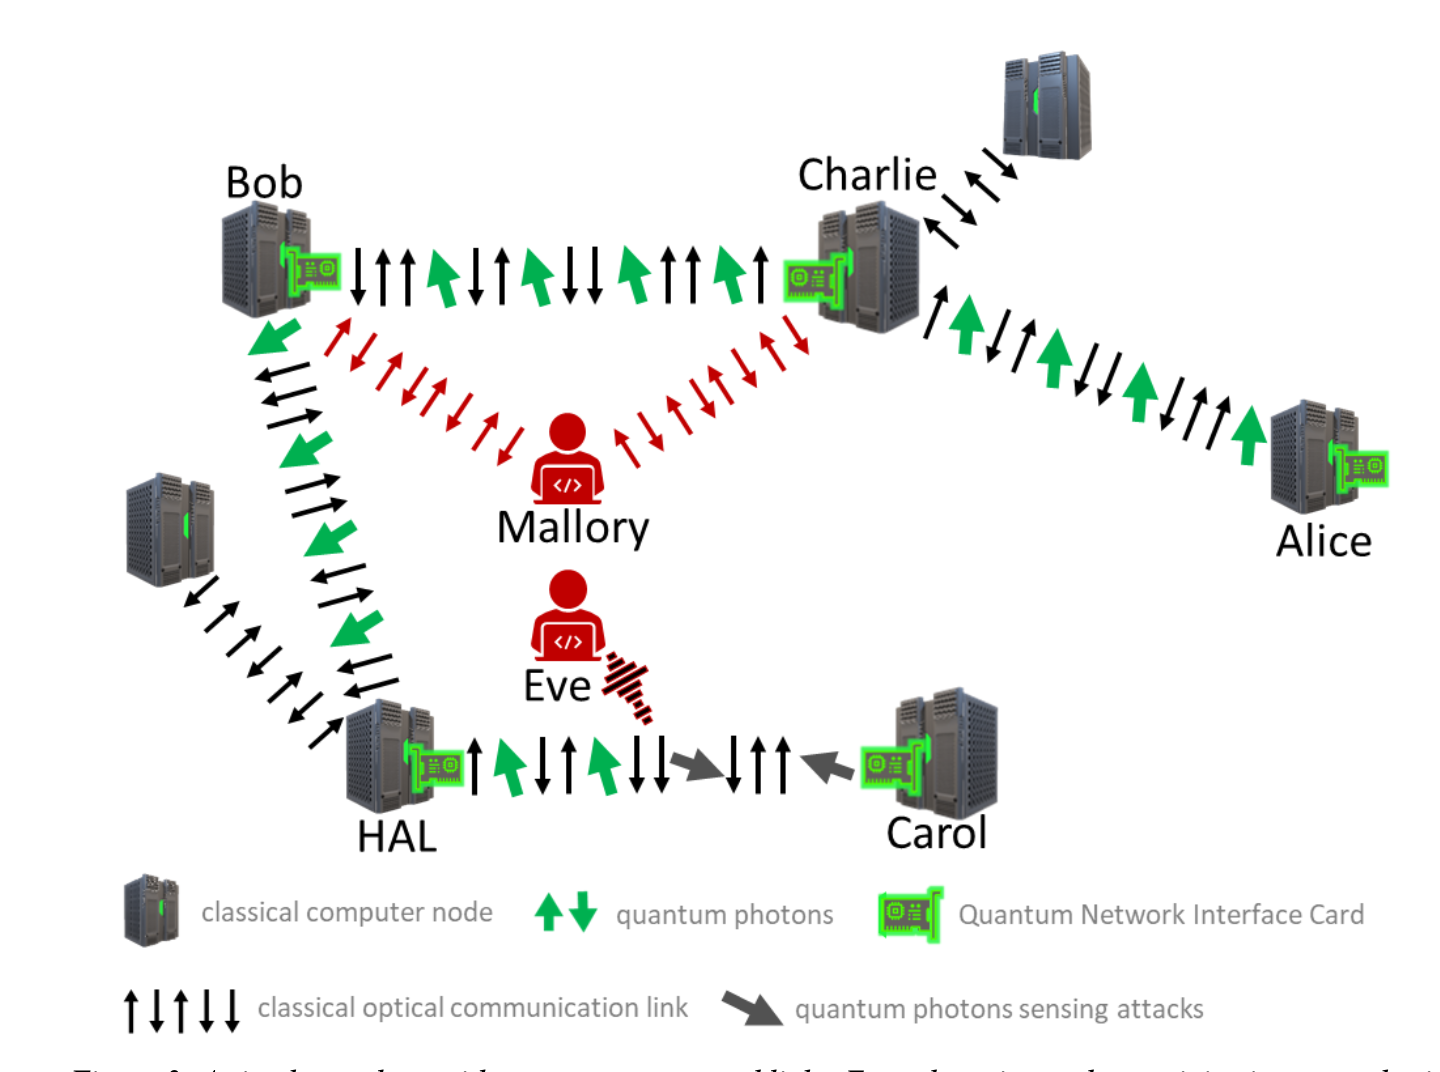 Bob
Charlie
Mallory
Alice
Eve
HAL
Carol
classical computer node
quantum photons
Quantum Network Interface Card
classical optical communication link
quantum photons sensing attacks